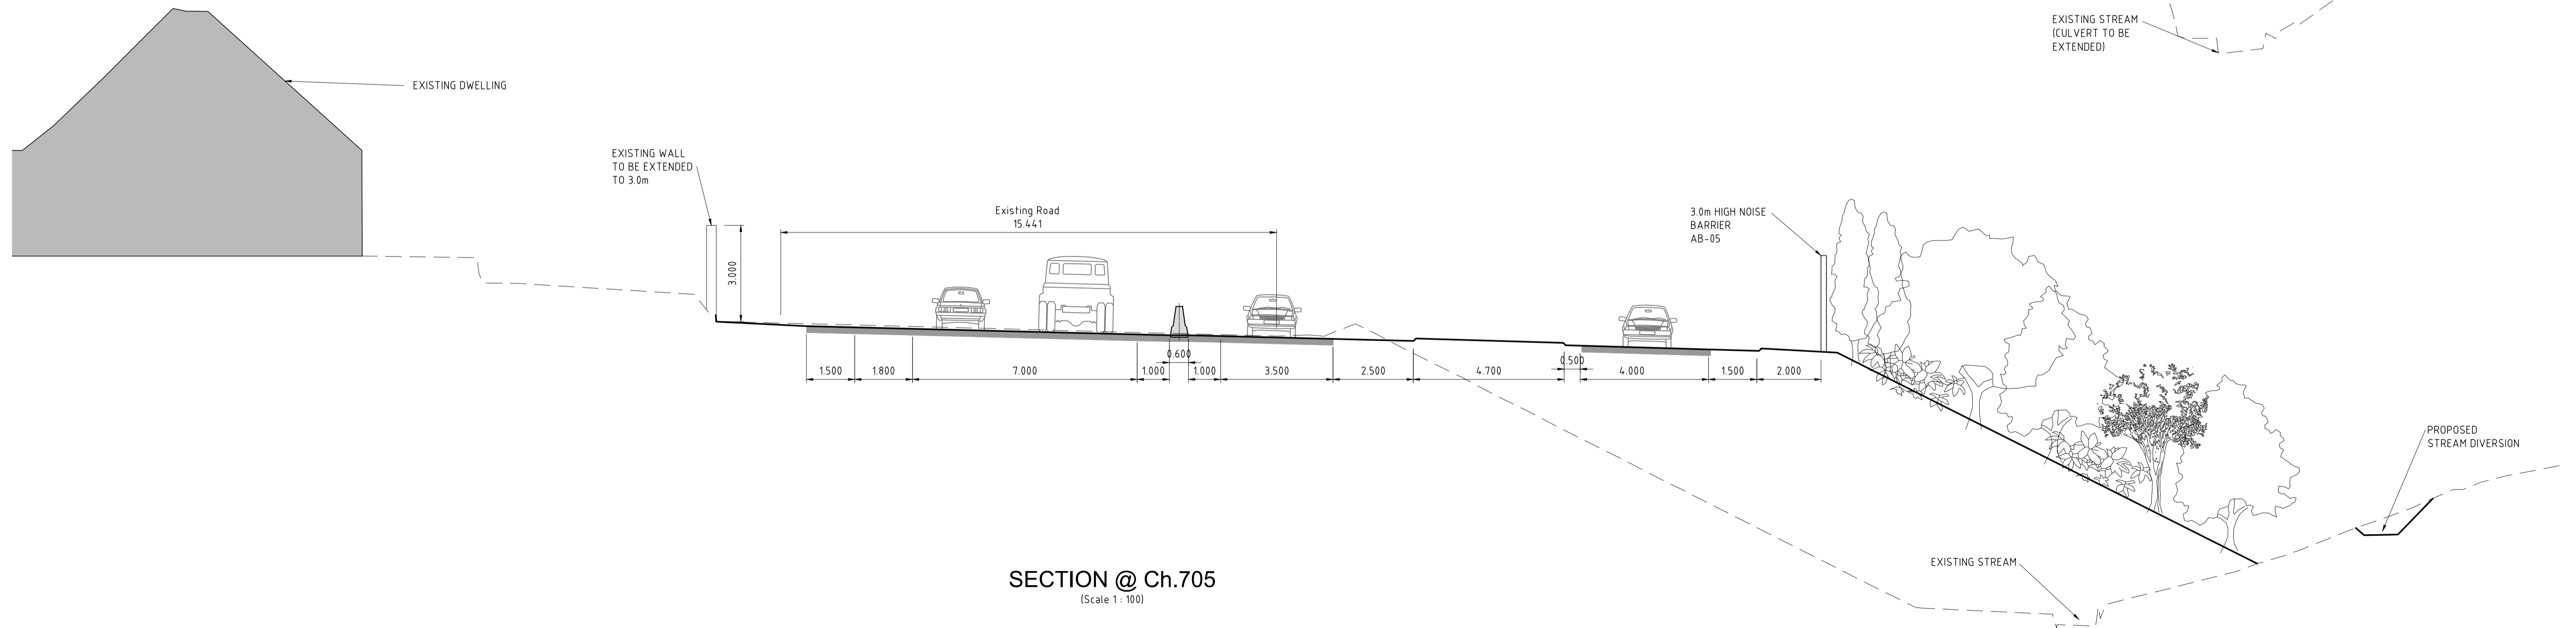 EXISTING STREAM
(CULVERT TO BE
EXTENDED)
EXISTING DWELLING
EXISTING WALL
TO BE EXTENDED
TO 3.0m
3.000
Existing Road
15.441
3.0m HIGH NOISE
BARRIER
AB-05
0.600
0.500
1.500 1.800 7.000 1.000 1.000 3.500 2.500 4.700 4.000 1.500 2.000
PROPOSED
STREAM DIVERSION
EXISTING STREAM
SECTION @ Ch.705
(Scale 1 : 100)